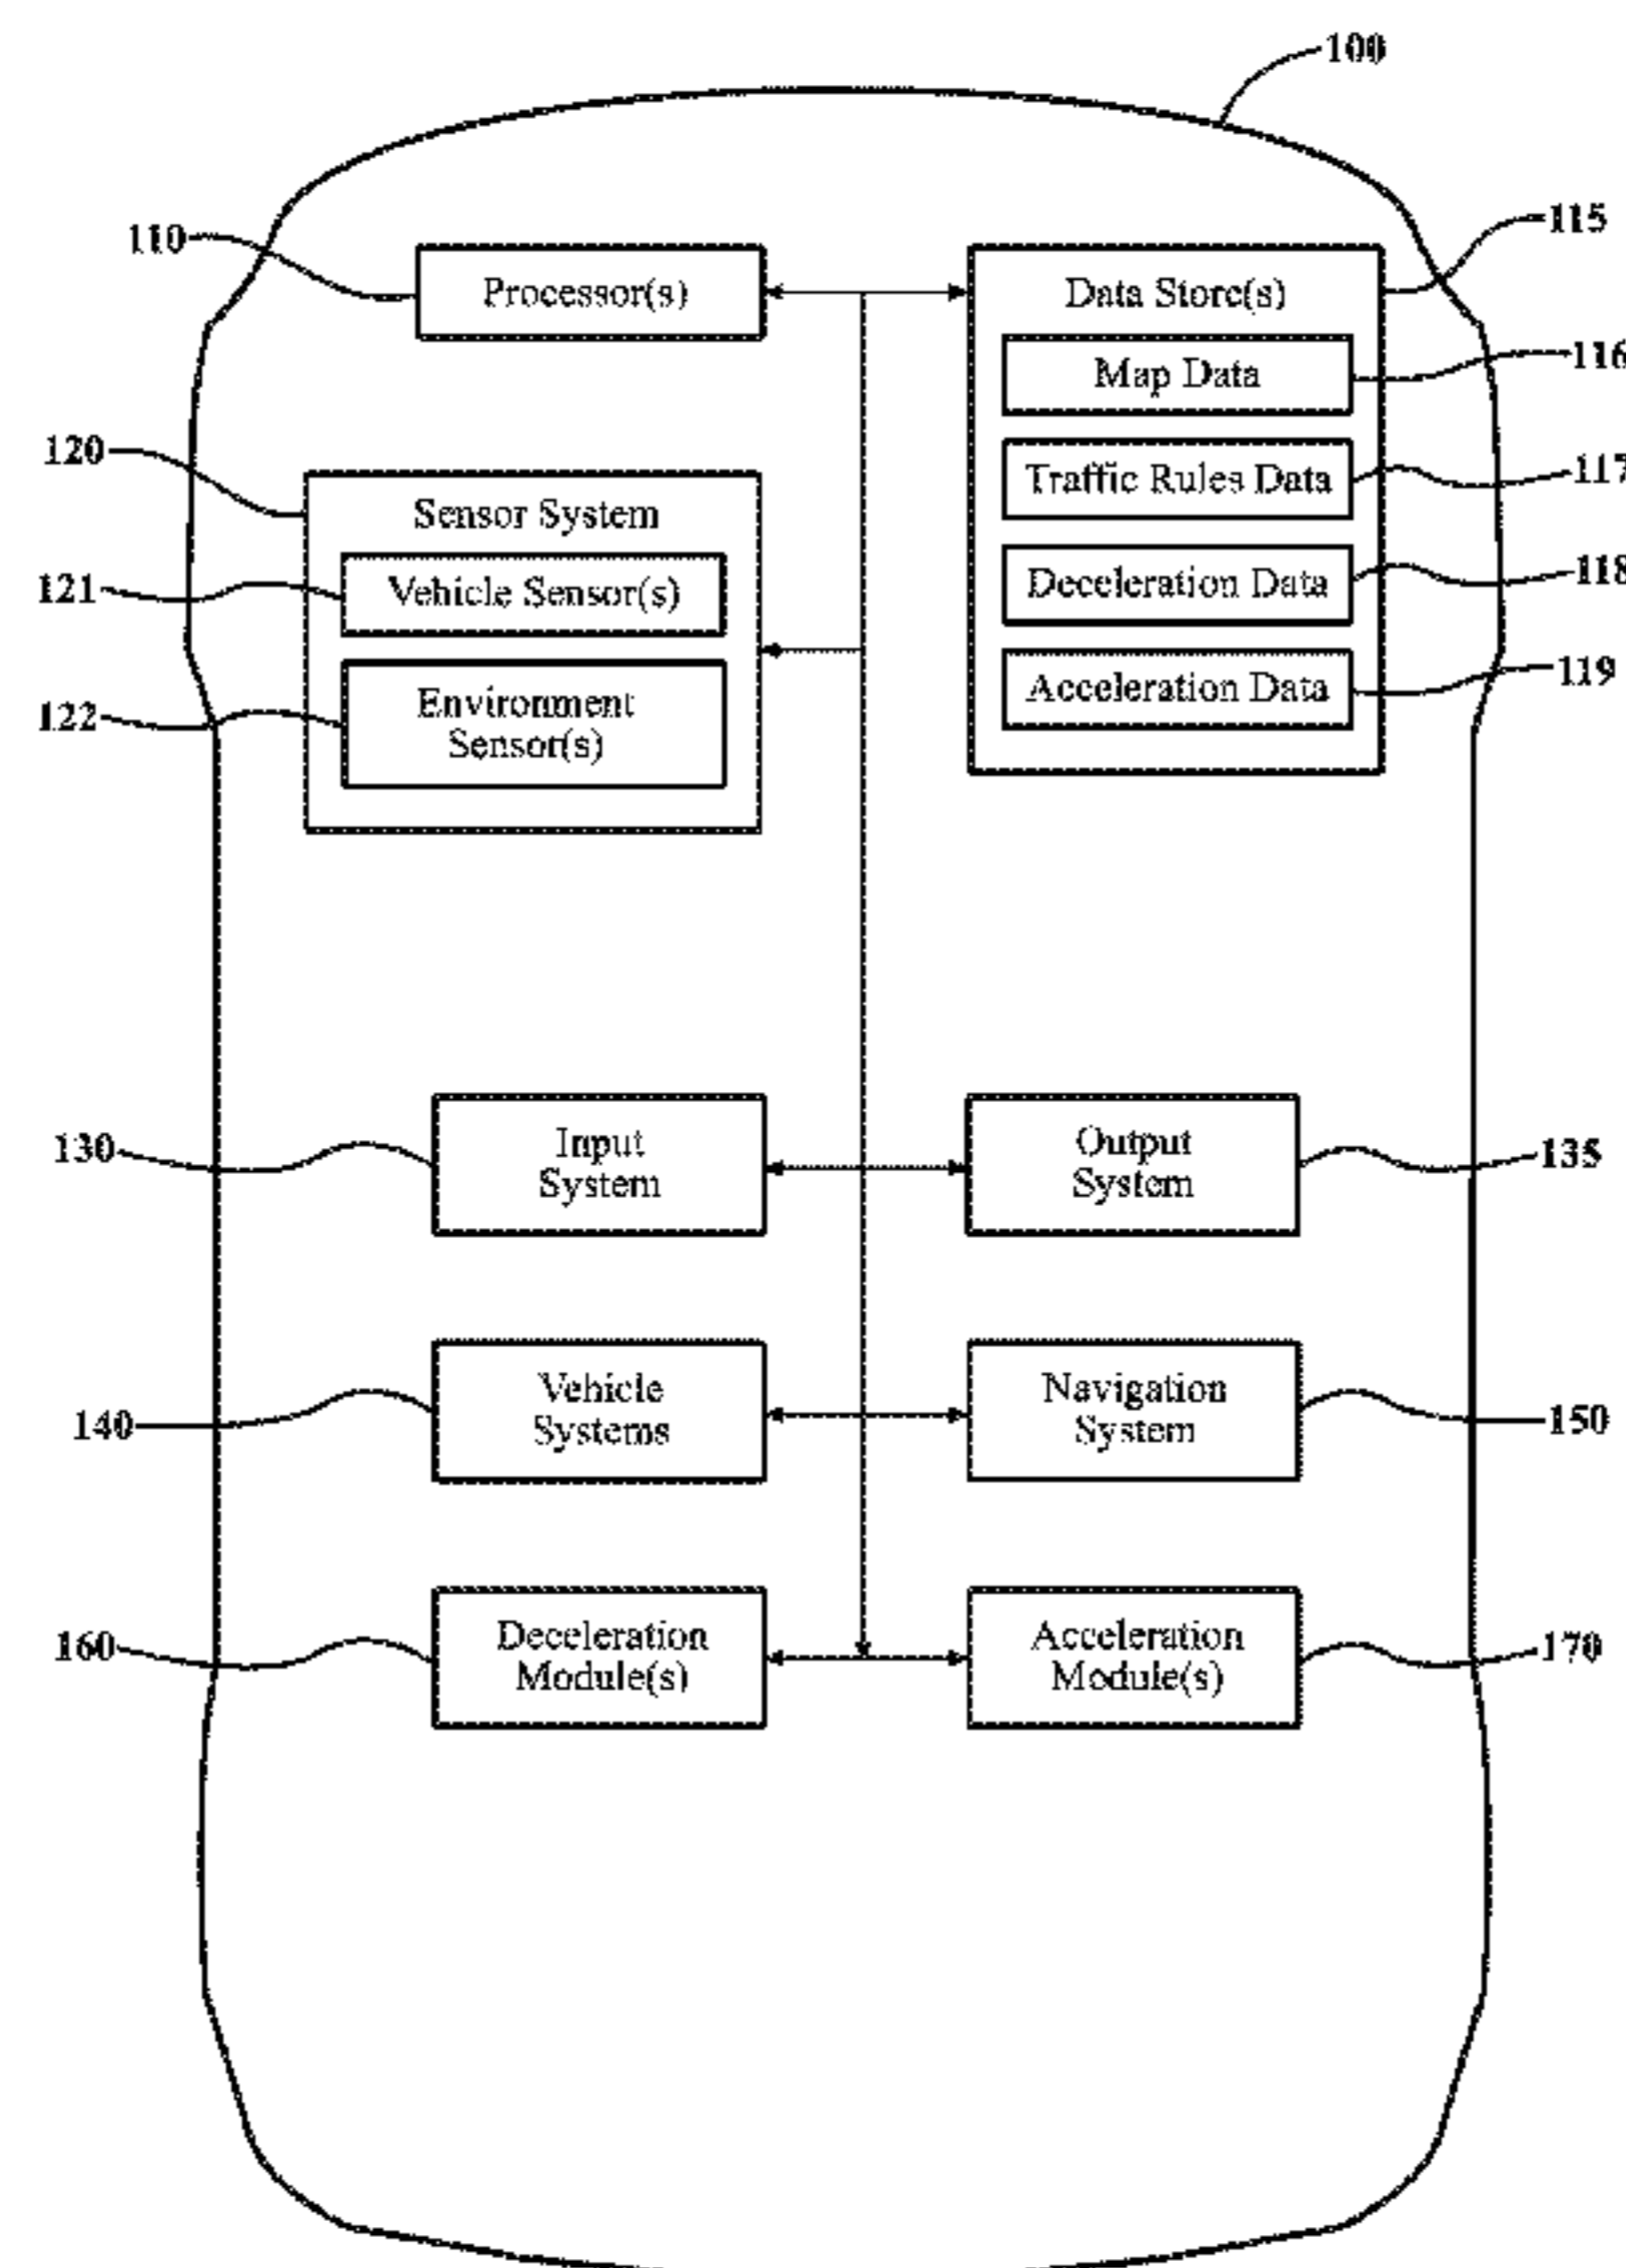 100
110
Processor(s)
Data Store(s)
115
Map Data
116
Traffic Rules Data
117
Deceleration Data
118
Acceleration Data
119
120
Sensor System
121
Vehicle Sensor(s)
122
Environment
Sensor(s)
130
Input
System
Output
System
135
140
Vehicle
Systems
Navigation
System
150
160
Deceleration
Module(s)
Acceleration
Module(s)
170